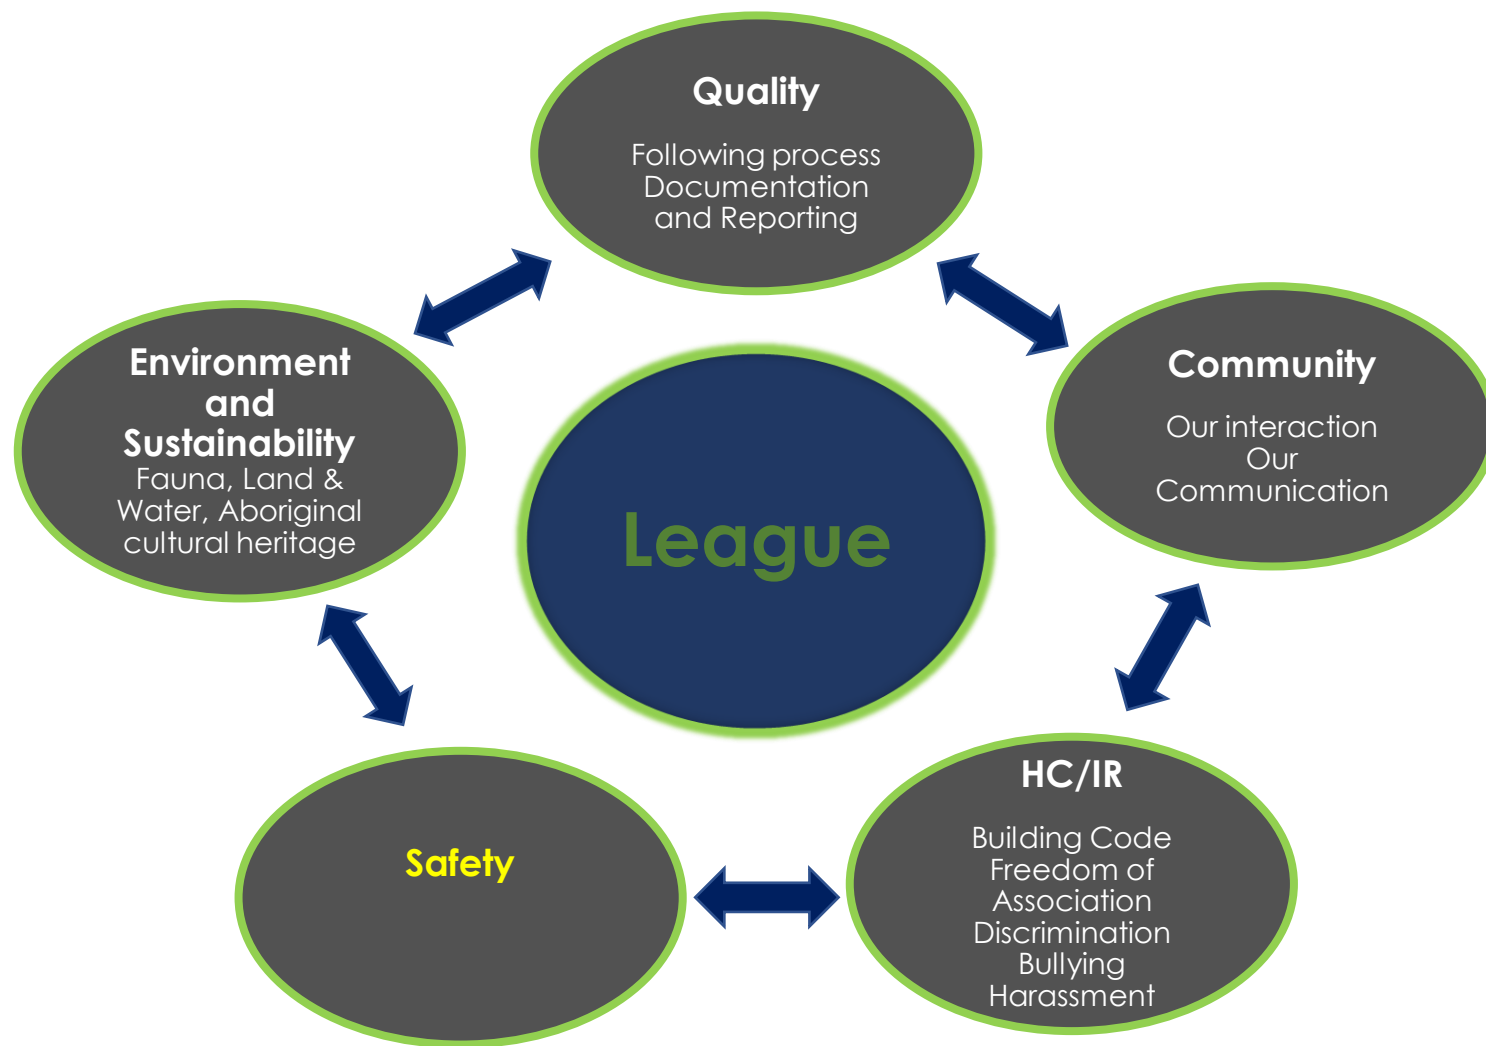 Quality
Following process
Documentation
and Reporting
Environment
and
Sustainability
Fauna, Land &
Water, Aboriginal
cultural heritage
Community
Our interaction
Our
Communication
League
Safety
HC/IR
Building Code
Freedom of
Association
Discrimination
Bullying
Harassment